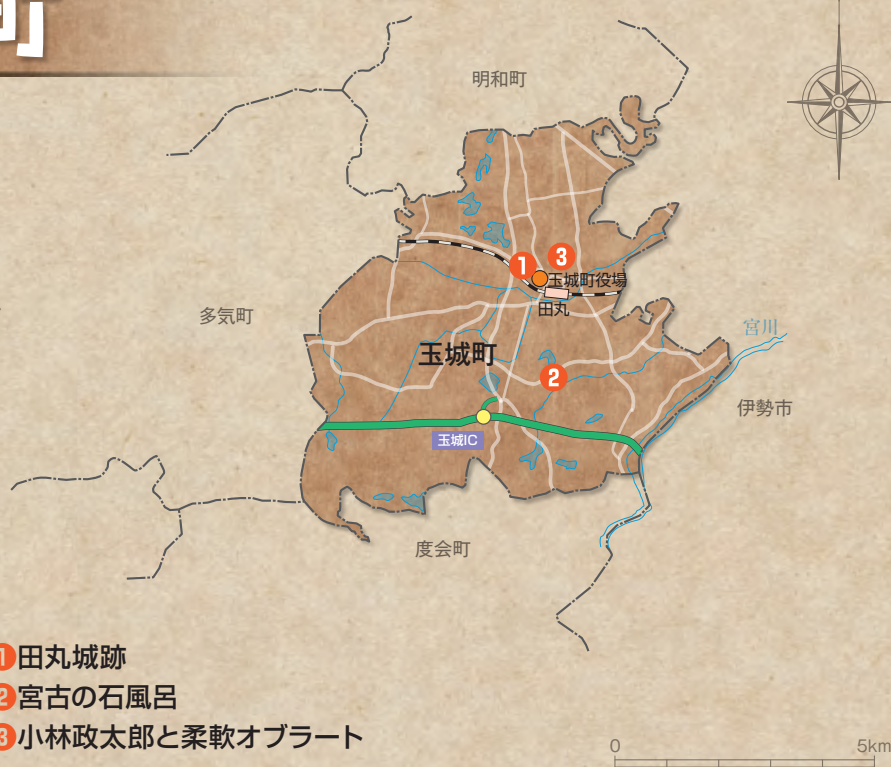 町
明和町
多気町
1
3
玉城町役場
田丸
宮川
玉城町
2
伊勢市
玉城IC
度会町
1田丸城跡
2宮古の石風呂
3小林政太郎と柔軟オブラート
0 5km